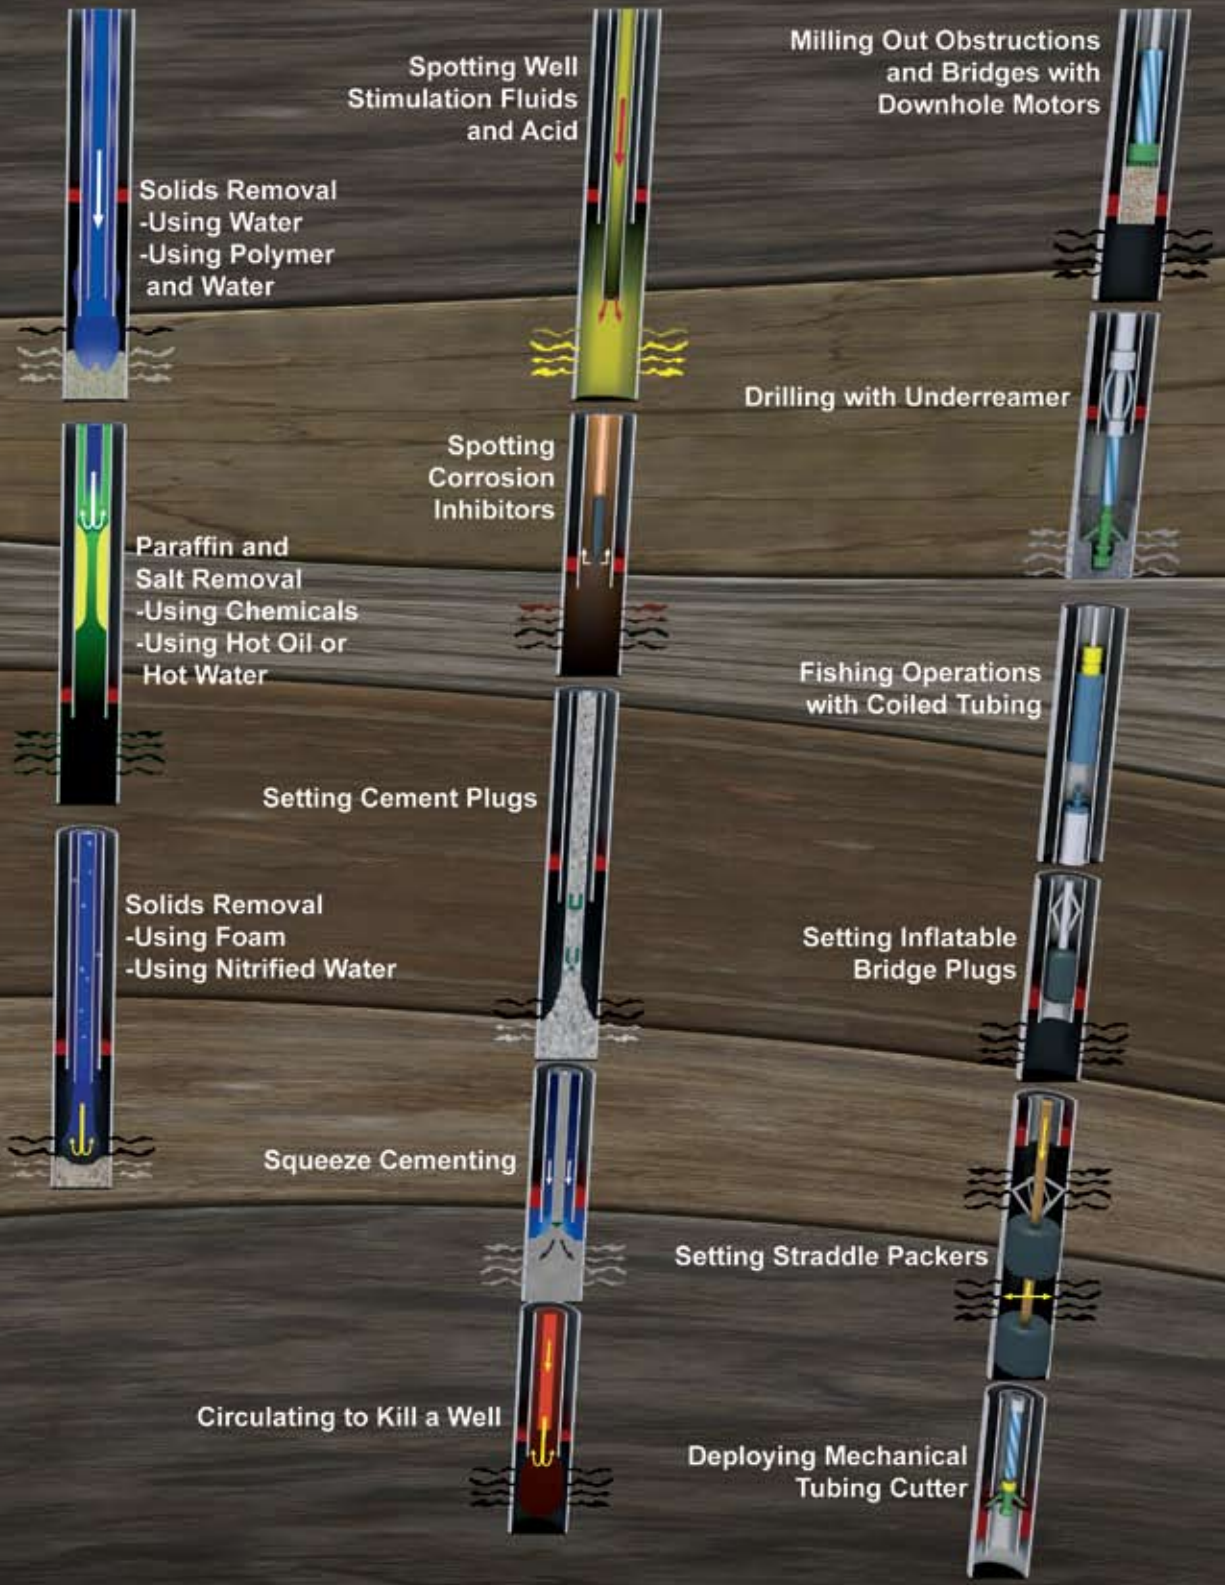 Solids Removal
-Using Water
-Using Polymer
and Water
Paraffin and
Salt Removal
-Using Chemicals
-Using Hot Oil or
Hot Water
Solids Removal
-Using Foam
-Using Nitrified Water
Spotting Well
Stimulation Fluids
and Acid
Spotting
Corrosion
Inhibitors
Setting Cement Plugs
Squeeze Cementing
Circulating to Kill a Well
Milling Out Obstructions
and Bridges with
Downhole Motors
Drilling with Underreamer
Fishing Operations
with Coiled Tubing
Setting Inflatable
Bridge Plugs
Setting Straddle Packers
Deploying Mechanical
Tubing Cutter